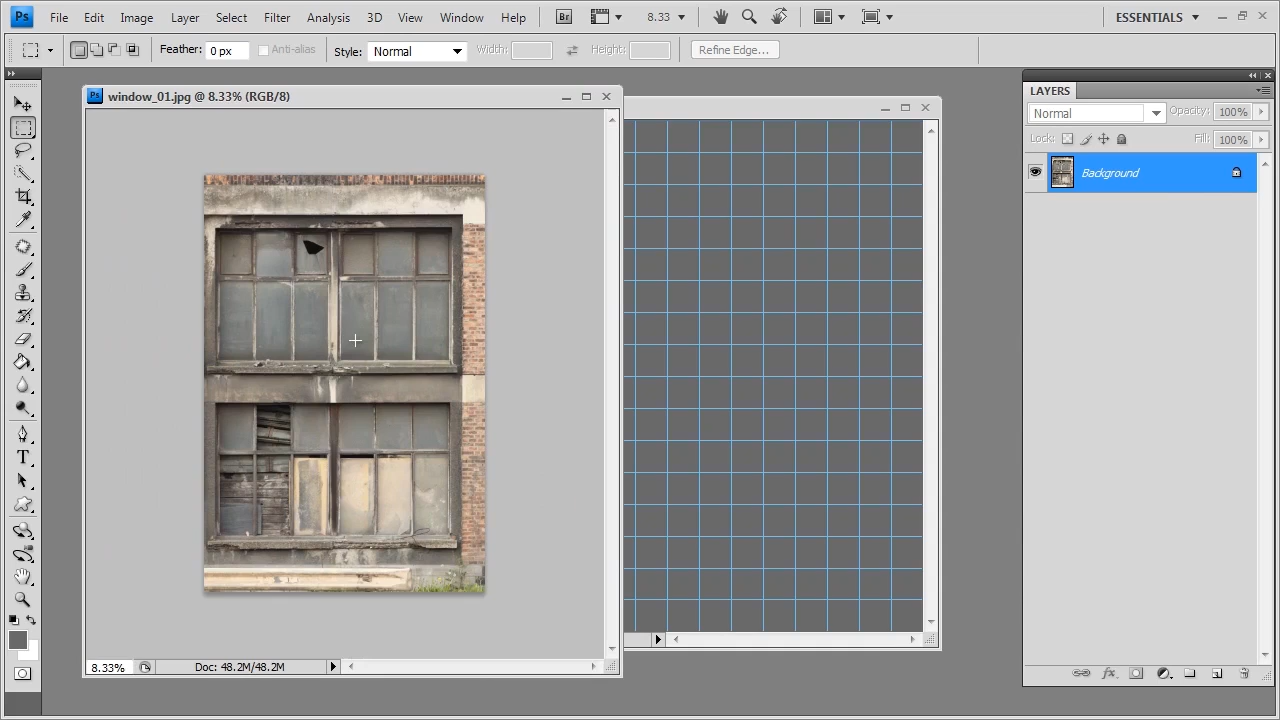 Ps File Edit Image Layer Select Filter Analysis 3D View Window Help Br 8.33 ESSENTIALS
Feather: 0 px Anti-alias Style: Normal Width: Height: Refine Edge...
Ps window_01.jpg @ 8.33% (RGB/8)
LAYERS
Normal Opacity: 100%
Lock: Fill: 100%
Background
T
fx
8.33% Doc: 48.2M/48.2M